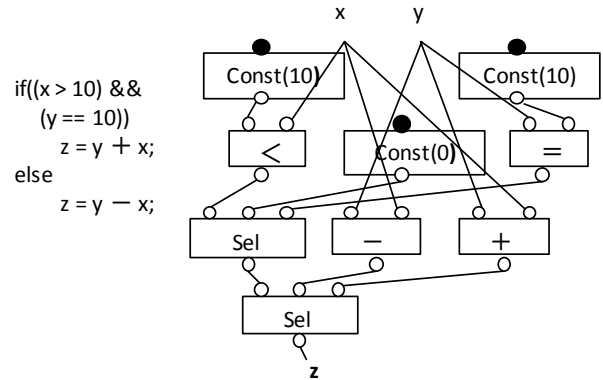 x y
Const(10) Const(10)
if((x > 10) &&
(y == 10))
z = y + x;
else
z = y − x;
< Const(0) =
Sel − +
Sel
z